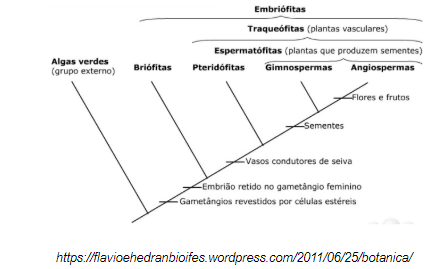 Embriófitas
Traqueófitas (plantas vasculares)
Espermatófitas (plantas que produzem sementes)
Algas verdes
(grupo externo)
Briófitas
Pteridófitas
Gimnospermas
Angiospermas
Flores e frutos
Sementes
Vasos condutores de seiva
Embrião retido no gametângio feminino
Gametângios revestidos por células estéreis
https://flavioehedranbioifes.wordpress.com/2011/06/25/botanica/